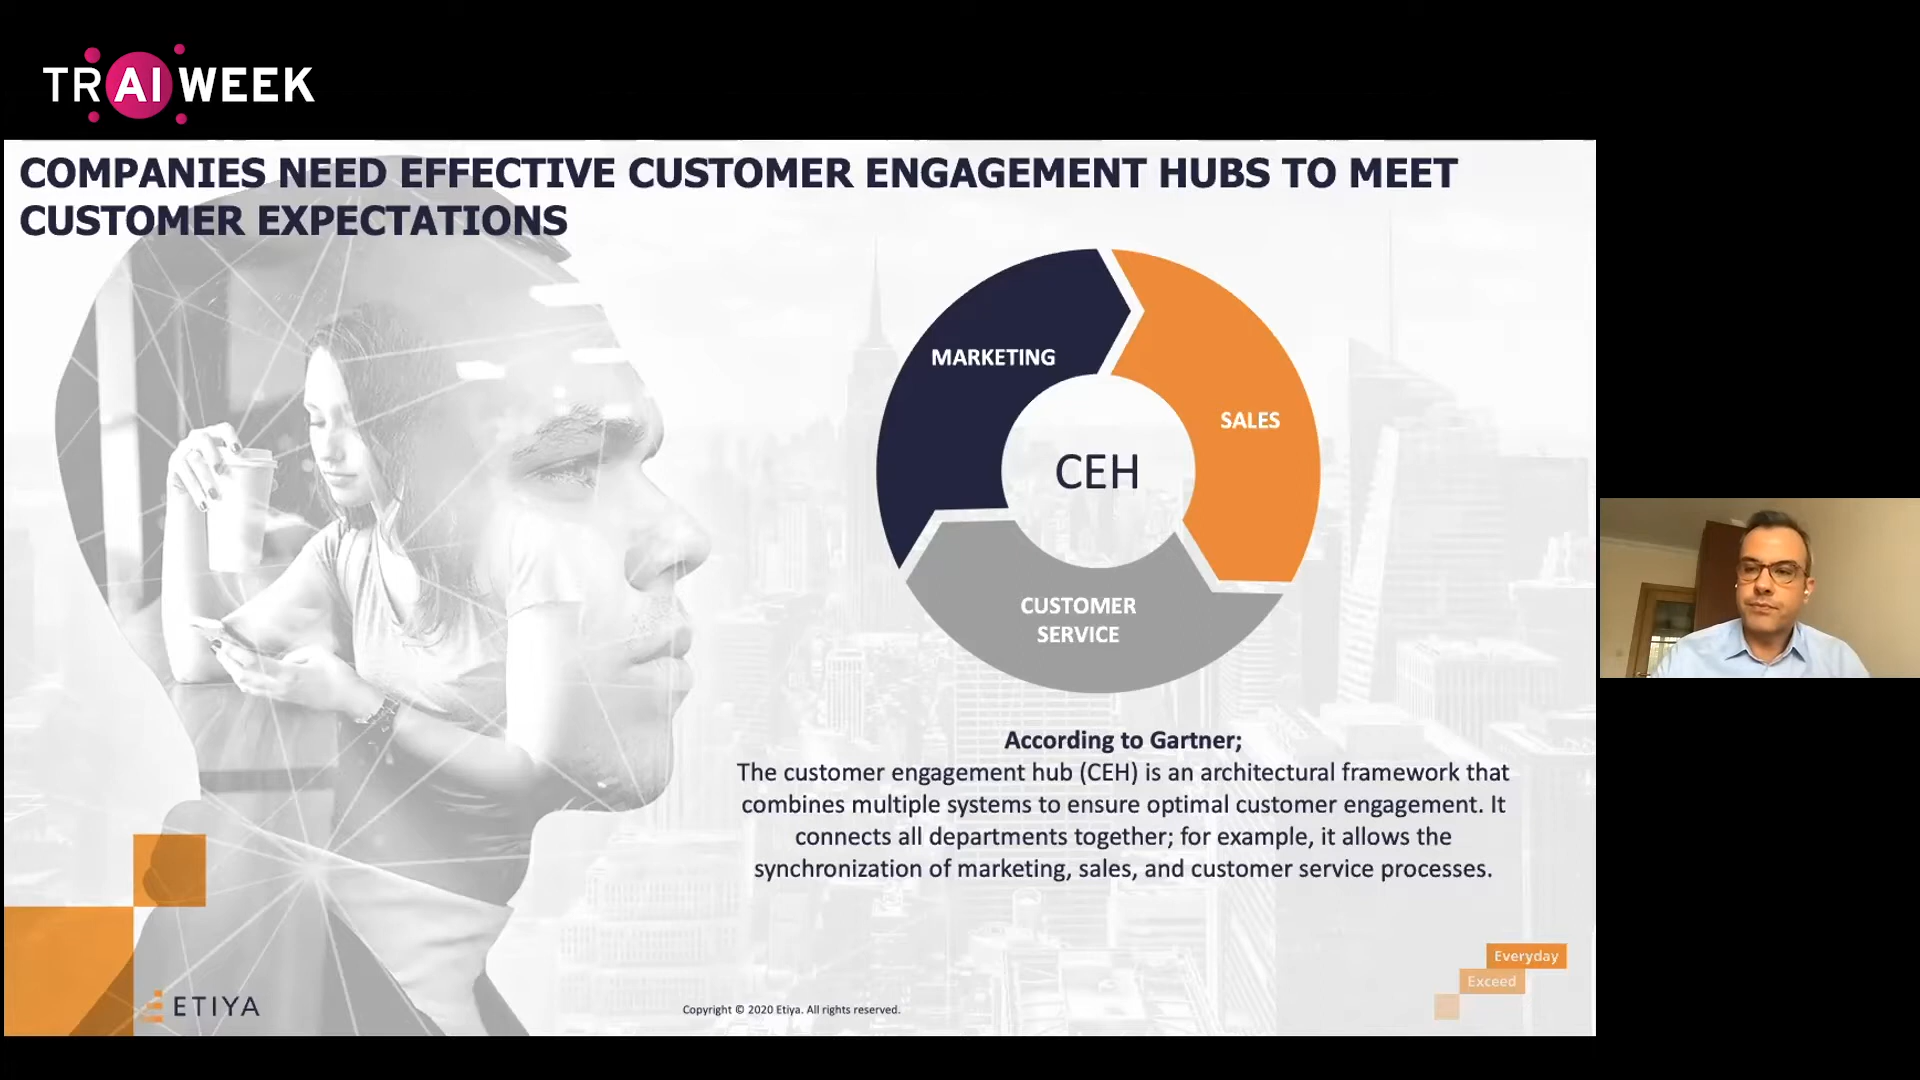 TRAI WEEK
COMPANIES NEED EFFECTIVE CUSTOMER ENGAGEMENT HUBS TO MEET
CUSTOMER EXPECTATIONS
MARKETING
SALES
CEH
CUSTOMER
SERVICE
According to Gartner;
The customer engagement hub (CEH) is an architectural framework that
combines multiple systems to ensure optimal customer engagement. It
connects all departments together; for example, it allows the
synchronization of marketing, sales, and customer service processes.
Everyday
Exceed
ETIYA
Copyright © 2020 Etiya. All rights reserved.